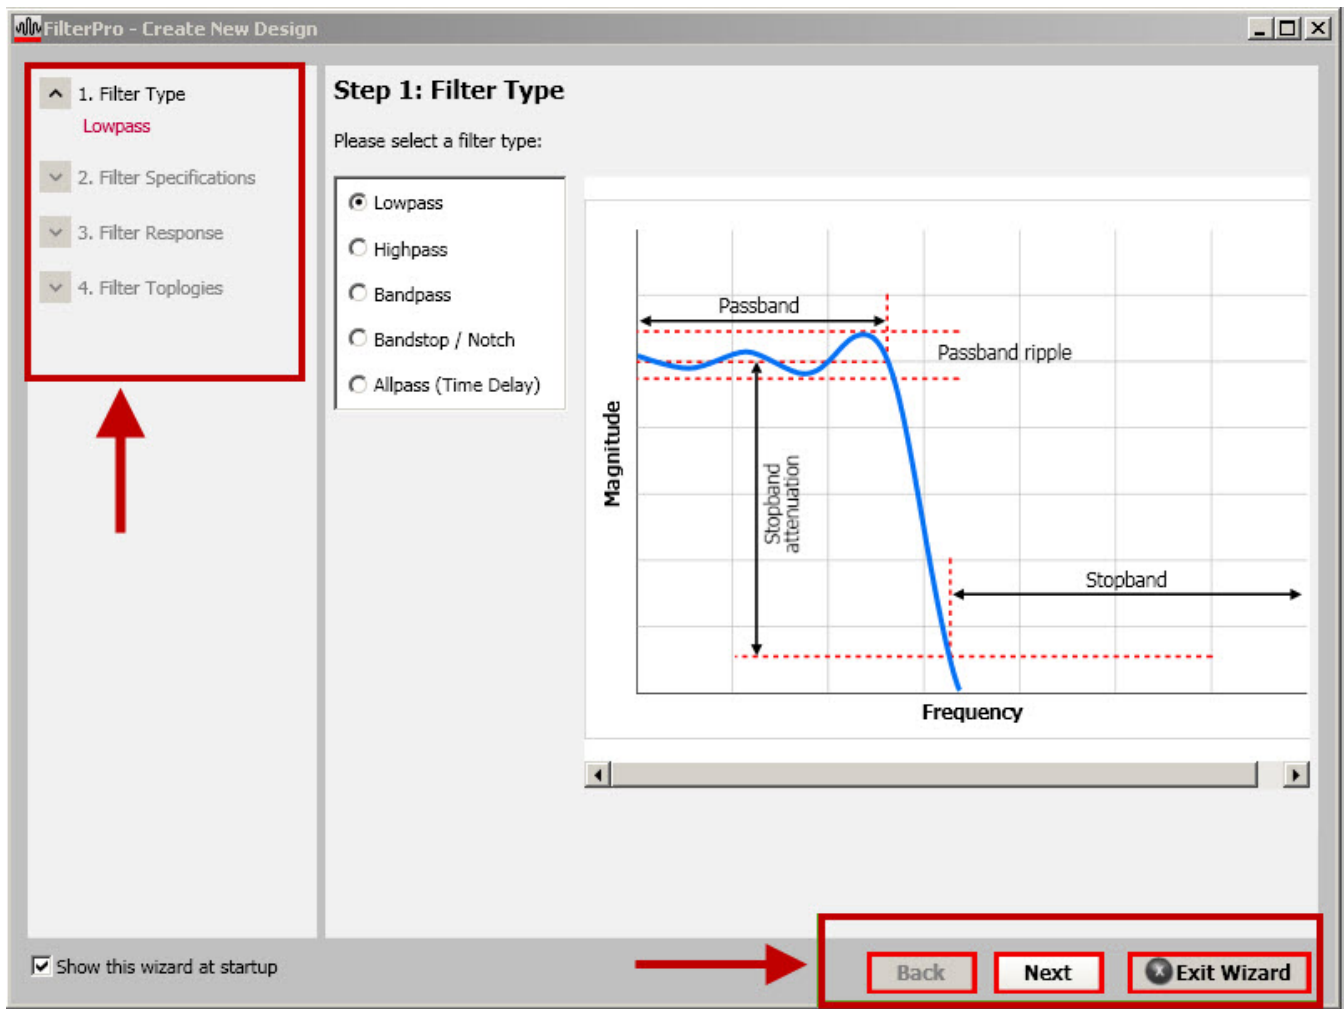 FilterPro - Create New Design
1. Filter Type
Lowpass
2. Filter Specifications
3. Filter Response
4. Filter Toplogies
Step 1: Filter Type
Please select a filter type:
Lowpass
Highpass
Bandpass
Bandstop / Notch
Allpass (Time Delay)
Passband
Passband ripple
Magnitude
Stopband
attenuation
Stopband
Frequency
Show this wizard at startup
Back
Next
Exit Wizard